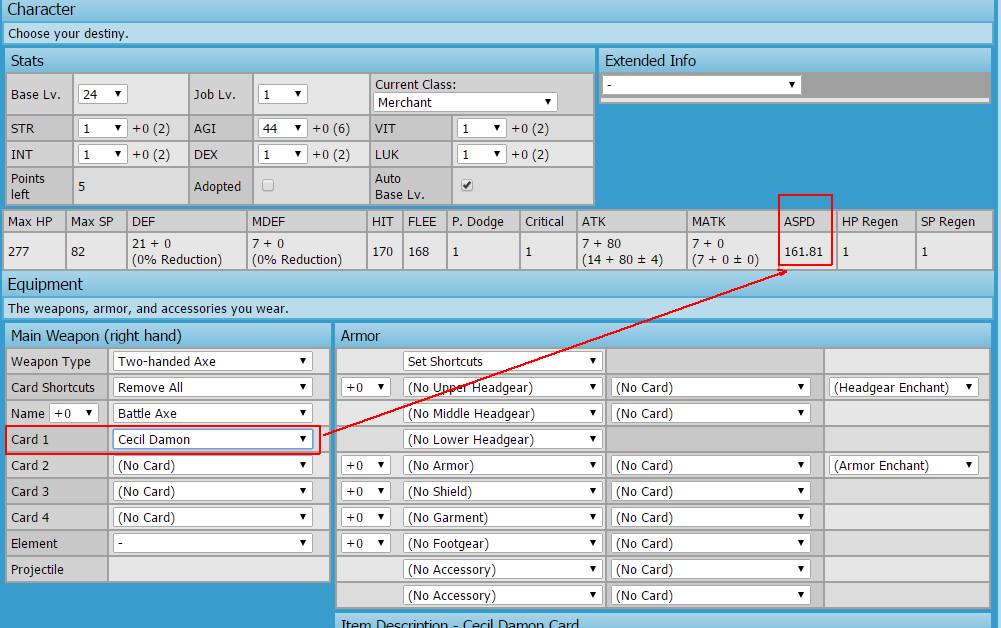 Character
Choose your destiny.
Stats
Extended Info
Base Lv. 24 Job Lv. 1 Current Class: Merchant
-
STR 1 +0 (2) AGI 44 +0 (6) VIT 1 +0 (2)
INT 1 +0 (2) DEX 1 +0 (2) LUK 1 +0 (2)
Points left 5 Adopted Auto Base Lv.
Max HP Max SP DEF MDEF HIT FLEE P. Dodge Critical ATK MATK ASPD HP Regen SP Regen
277 82 21 + 0 (0% Reduction) 7 + 0 (0% Reduction) 170 168 1 1 7 + 80 (14 + 80 ± 4) 7 + 0 (7 + 0 ± 0) 161.81 1 1
Equipment
The weapons, armor, and accessories you wear.
Main Weapon (right hand)
Weapon Type Two-handed Axe
Card Shortcuts Remove All
Name +0 Battle Axe
Card 1 Cecil Damon
Card 2 (No Card)
Card 3 (No Card)
Card 4 (No Card)
Element -
Projectile
Armor
Set Shortcuts
+0 (No Upper Headgear) (No Card) (Headgear Enchant)
(No Middle Headgear) (No Card)
(No Lower Headgear)
+0 (No Armor) (No Card) (Armor Enchant)
+0 (No Shield) (No Card)
+0 (No Garment) (No Card)
+0 (No Footgear) (No Card)
(No Accessory) (No Card)
(No Accessory) (No Card)
Item Description - Cecil Damon Card